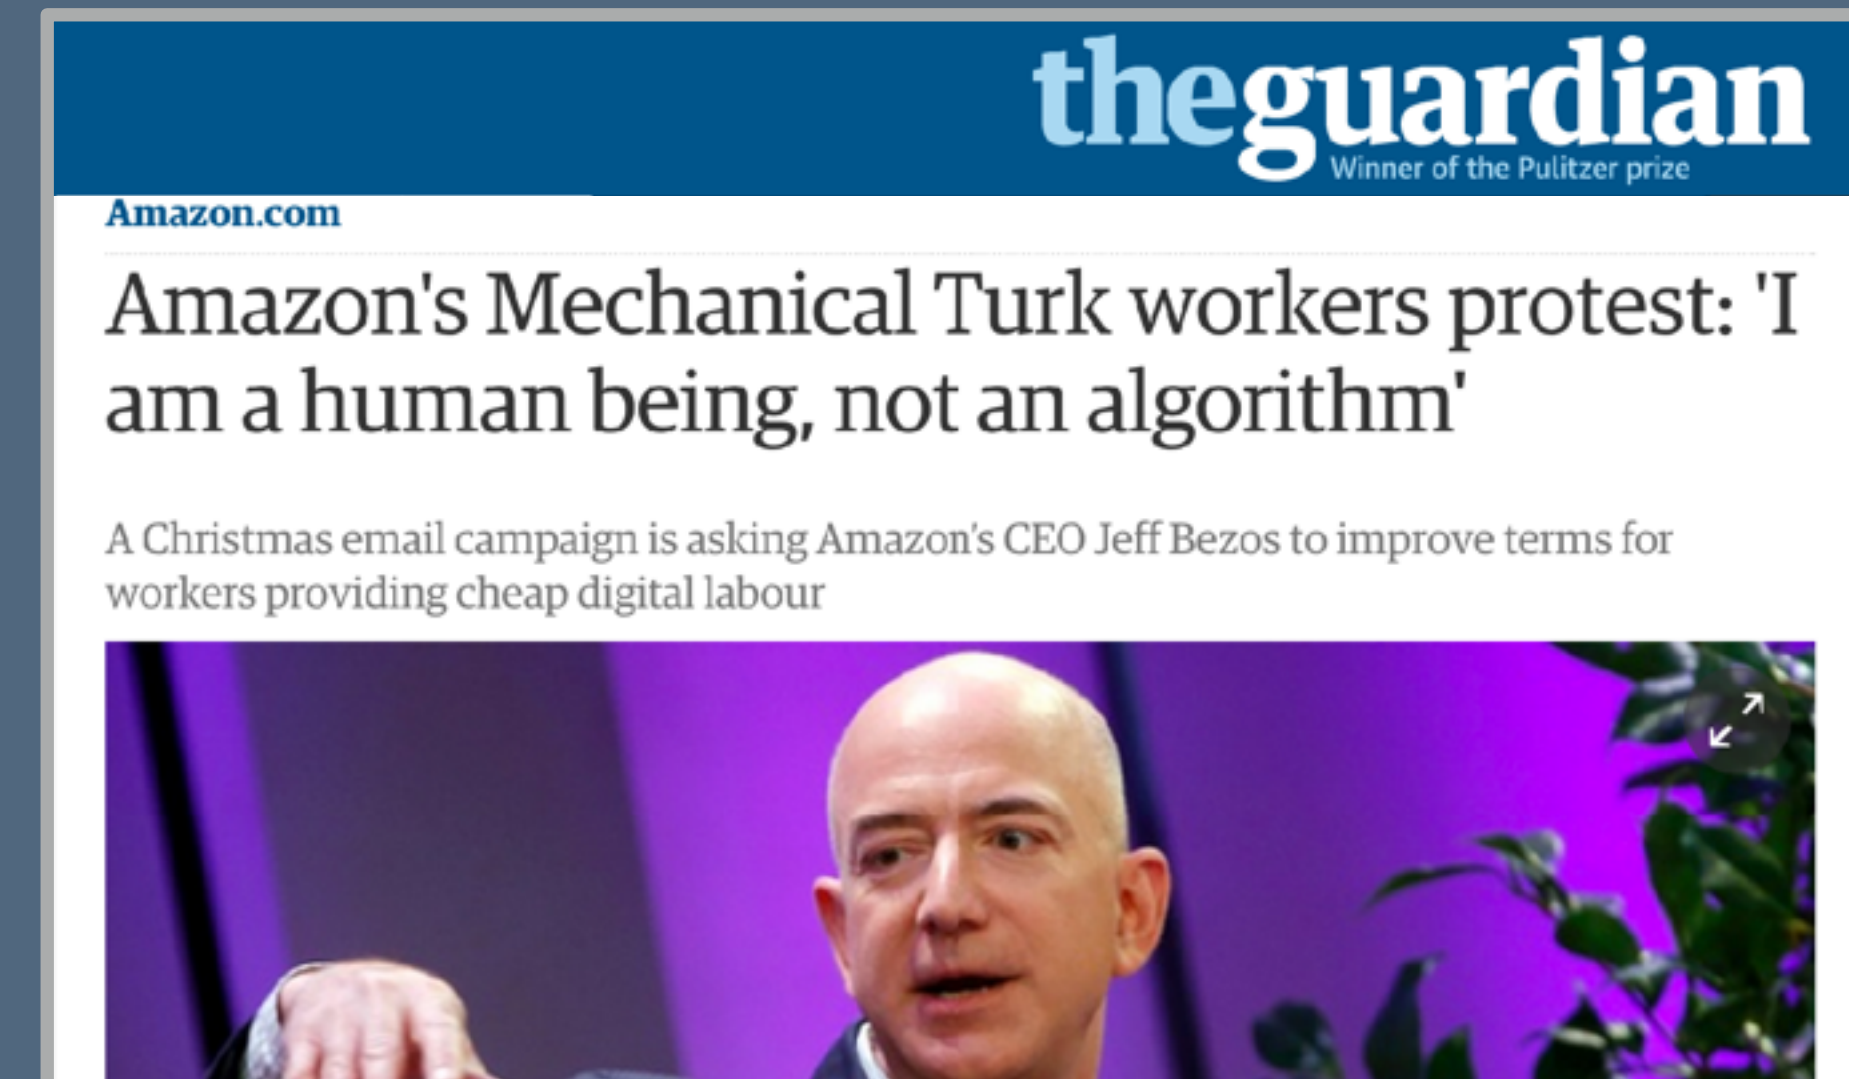 theguardian
Winner of the Pulitzer prize
Amazon.com
Amazon's Mechanical Turk workers protest: 'I
am a human being, not an algorithm'
A Christmas email campaign is asking Amazon's CEO Jeff Bezos to improve terms for
workers providing cheap digital labour